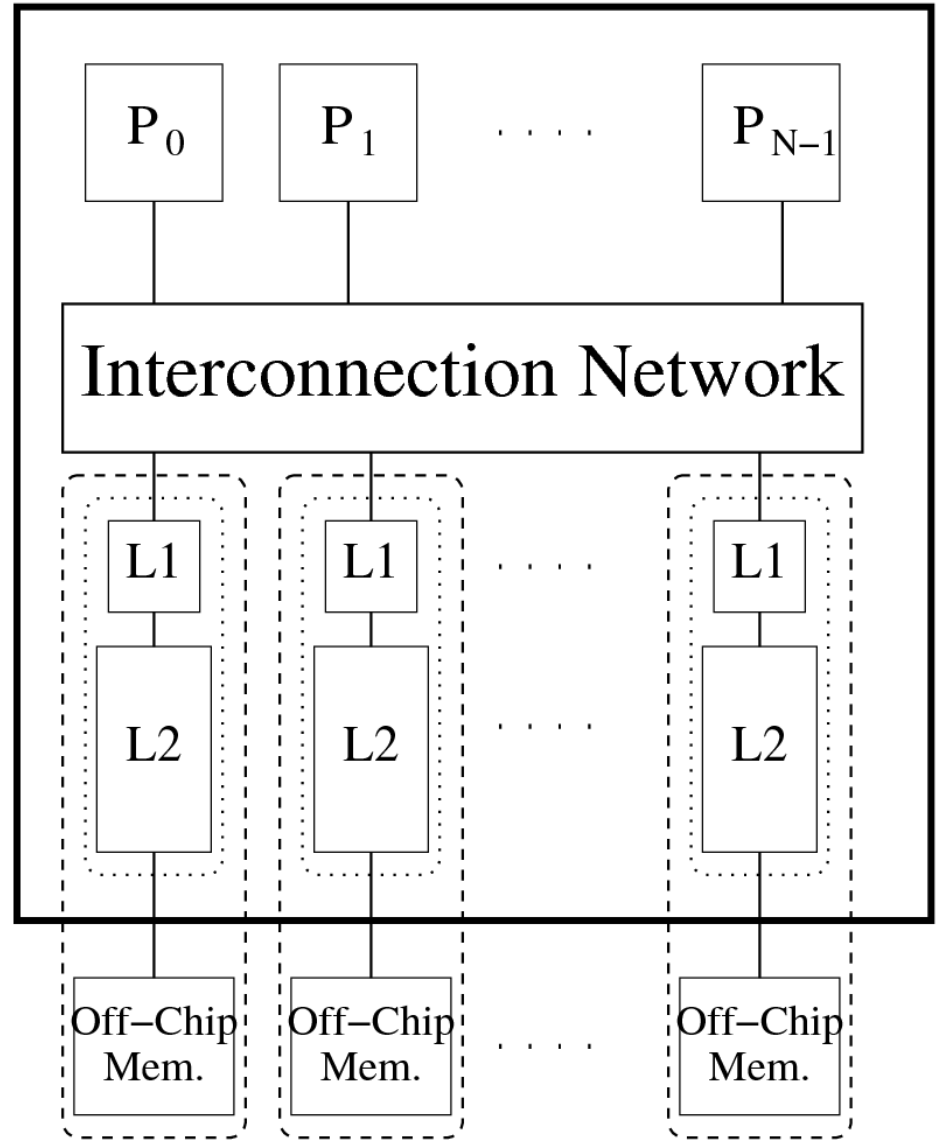 P0 P1 . . . . PN−1
Interconnection Network
L1 L1 . . . . L1
L2 L2 . . . . L2
Off−Chip Off−Chip Off−Chip
Mem. Mem. . . . . Mem.